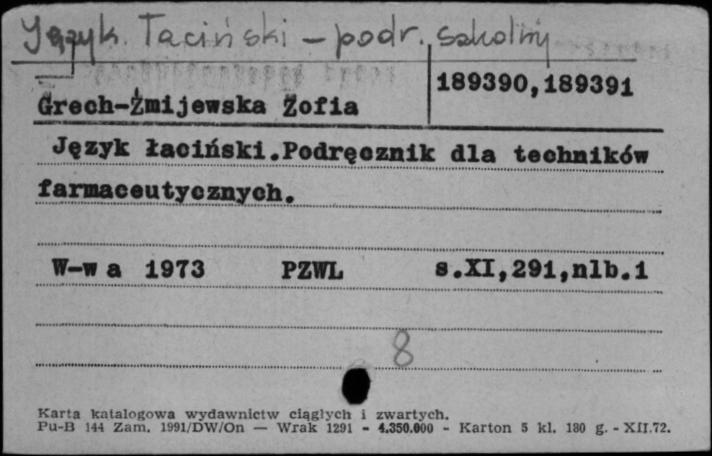 Język łaciński – podr. szkolny
189390,189391
Grech-Żmijewska Zofia
Język łaciński.Podręcznik dla techników
farmaceutycznych.
W-wa 1973 PZWL s.XI,291,nlb.1
8
Karta katalogowa wydawnictw ciągłych i zwartych.
Pu-B 144 Zam. 1991/DW/On — Wrak 1291 - 4.350.000 - Karton 5 kl. 180 g. - XII.72.